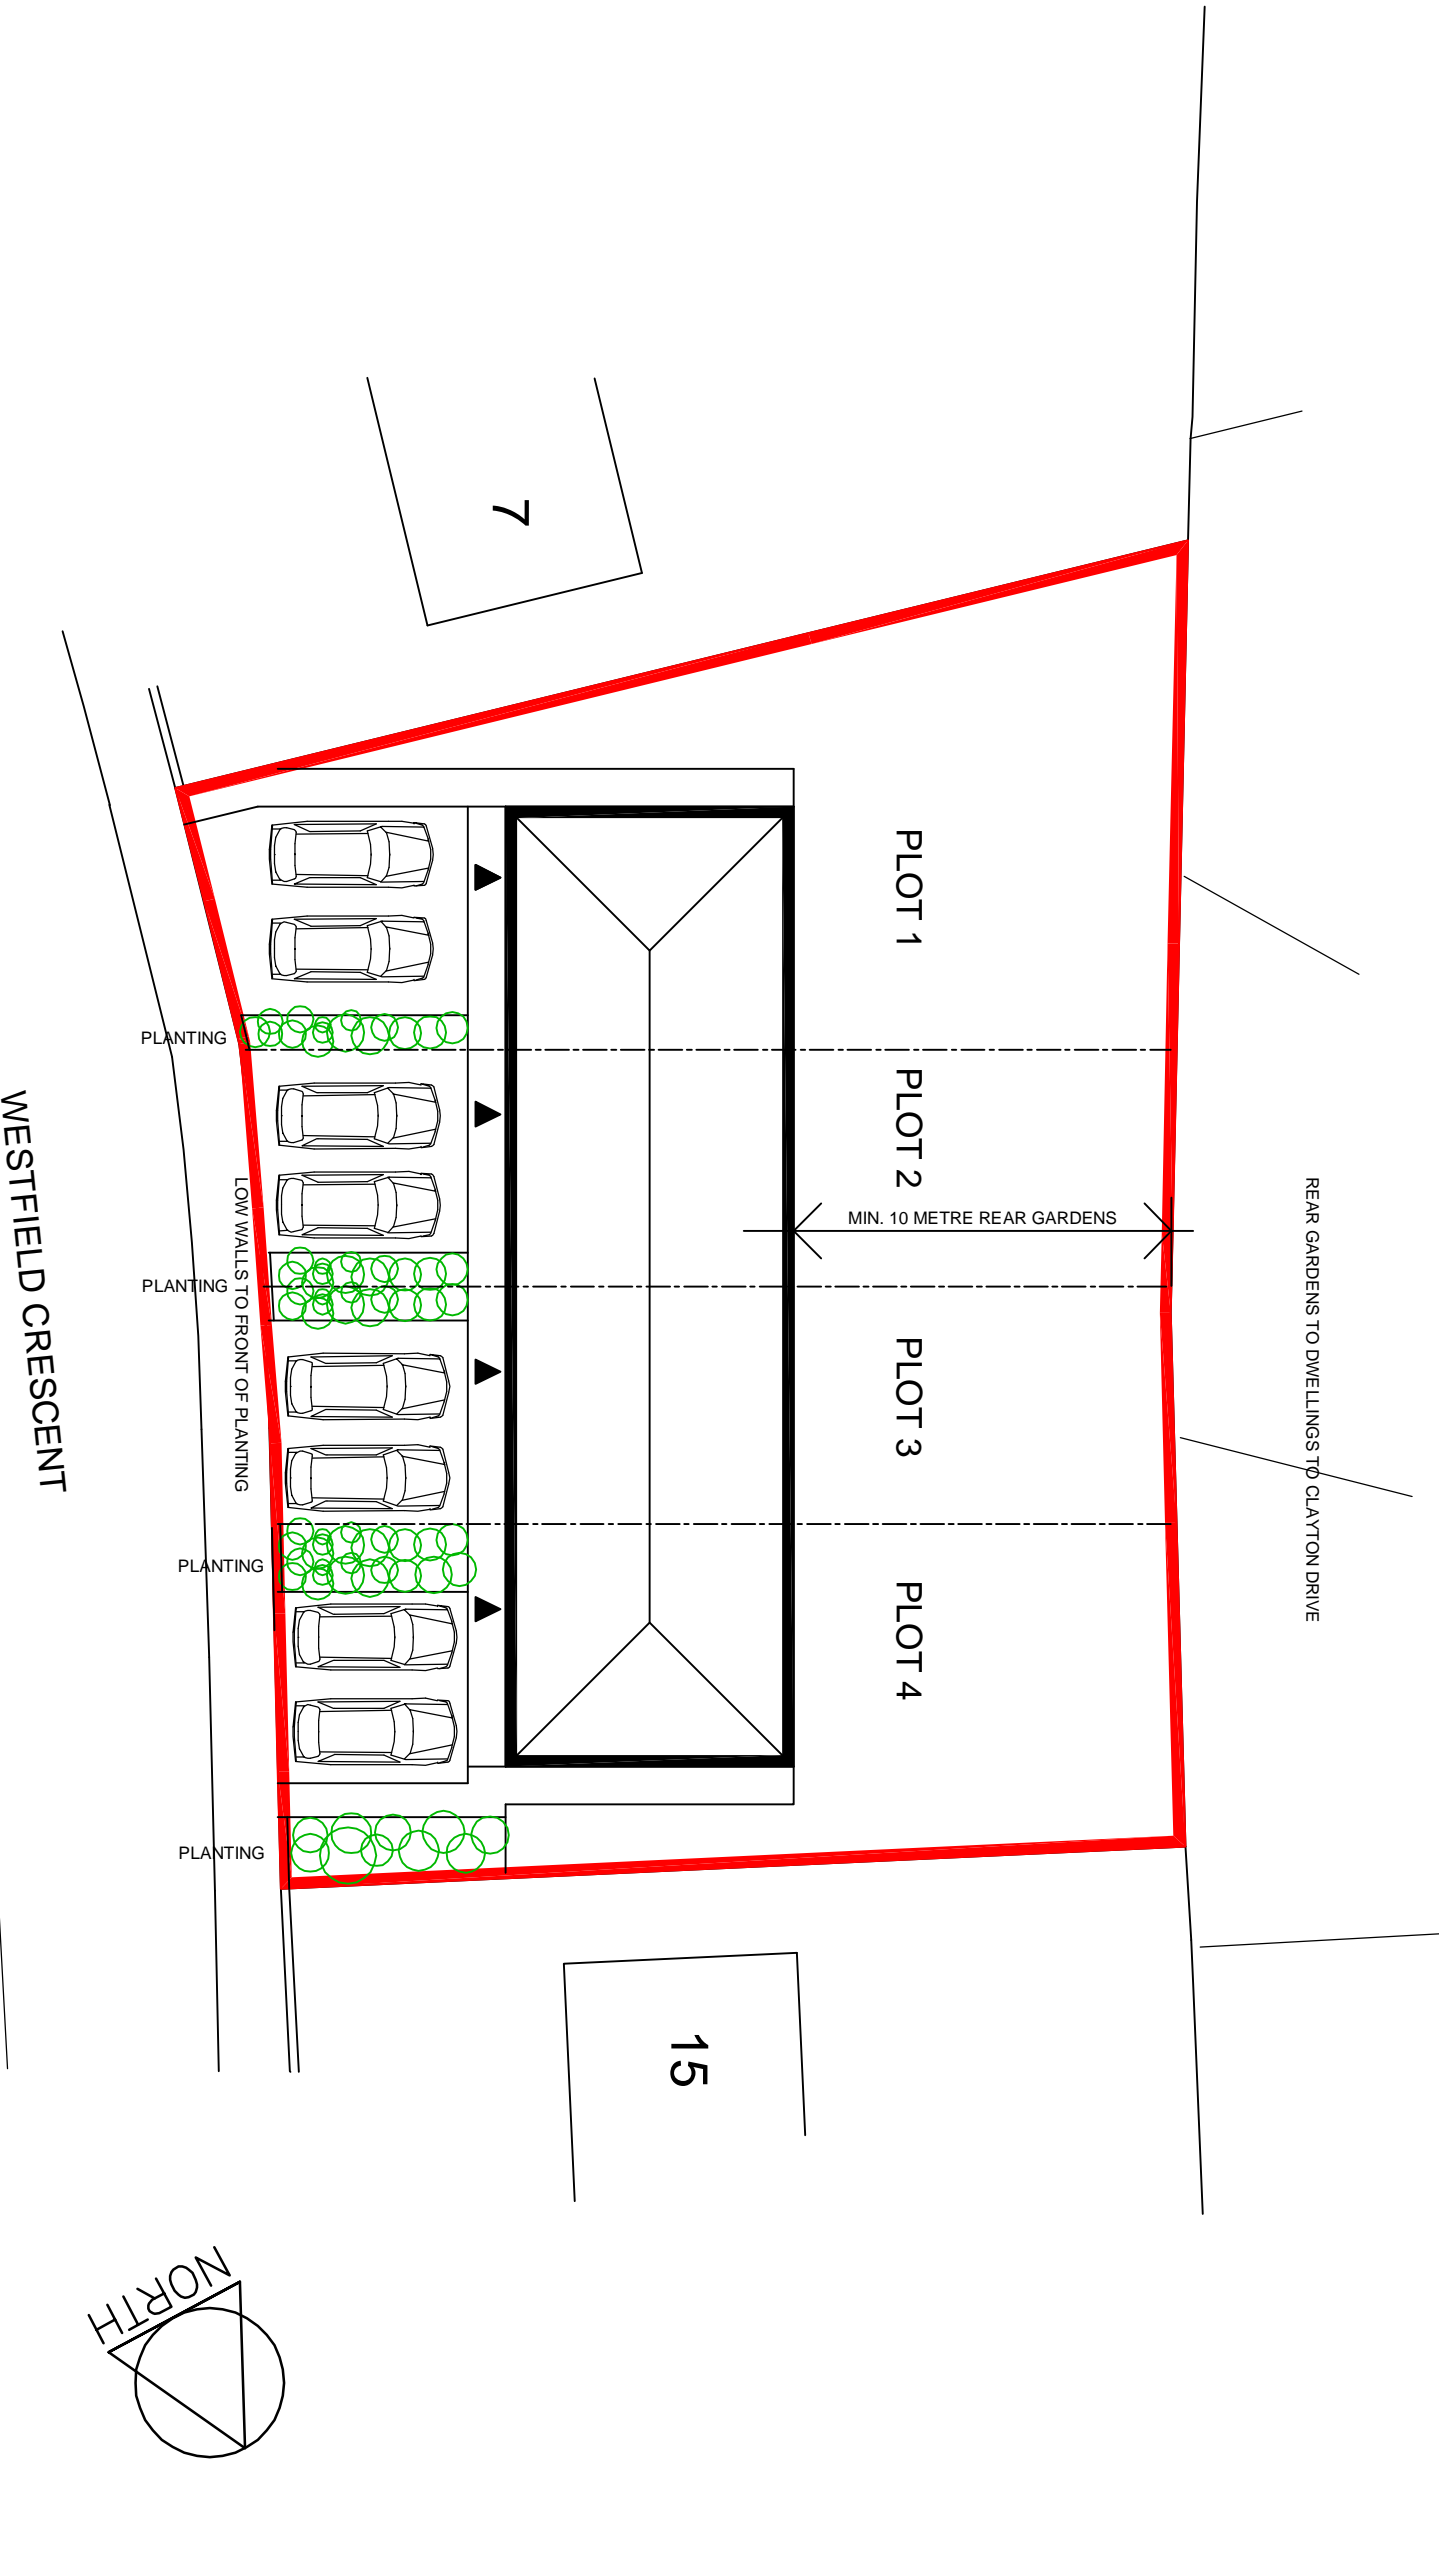 7
PLOT 1
PLANTING
PLOT 2
MIN. 10 METRE REAR GARDENS
REAR GARDENS TO DWELLINGS TO CLAYTON DRIVE
WESTFIELD CRESCENT
LOW WALLS TO FRONT OF PLANTING
PLANTING
PLOT 3
PLANTING
PLOT 4
PLANTING
15
NORTH